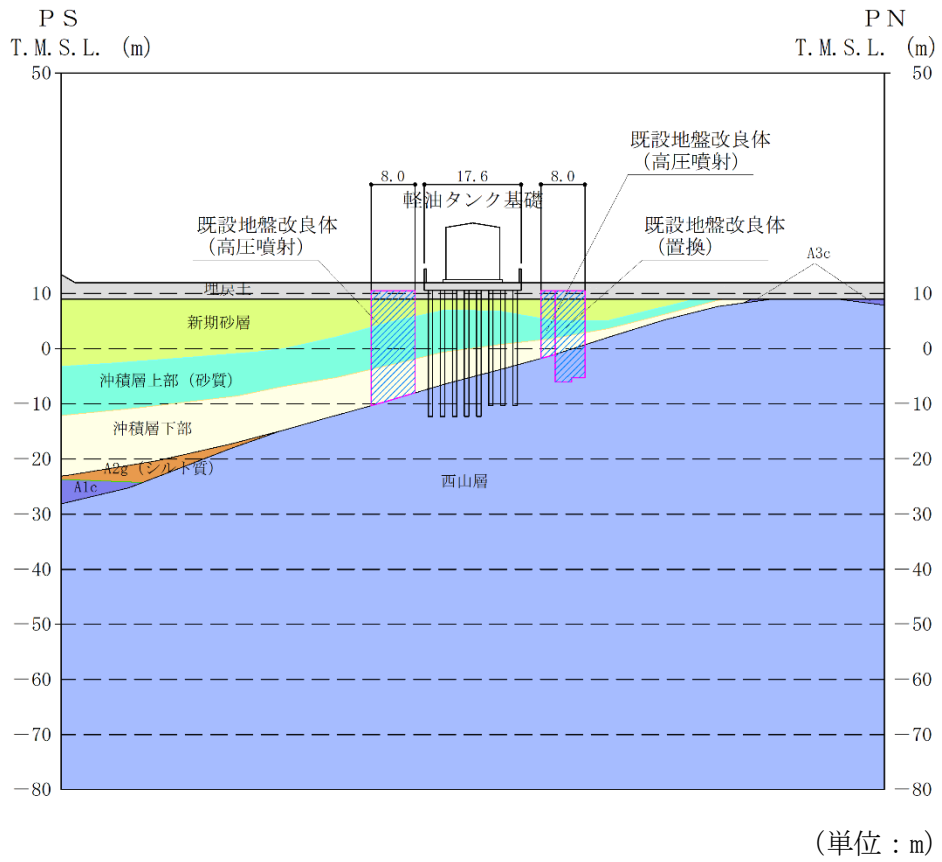 PS
PN
T.M.S.L. (m)
T.M.S.L. (m)
50
50
既設地盤改良体
(高圧噴射)
8.0
17.6
8.0
軽油タンク基礎
既設地盤改良体
(高圧噴射)
既設地盤改良体
(置換)
A3c
10
埋戻土
10
新期砂層
0
0
沖積層上部(砂質)
-10
-10
沖積層下部
-20
A2g(シルト質)
-20
A1c
西山層
-30
-30
-40
-40
-50
-50
-60
-60
-70
-70
-80
-80
(単位:m)